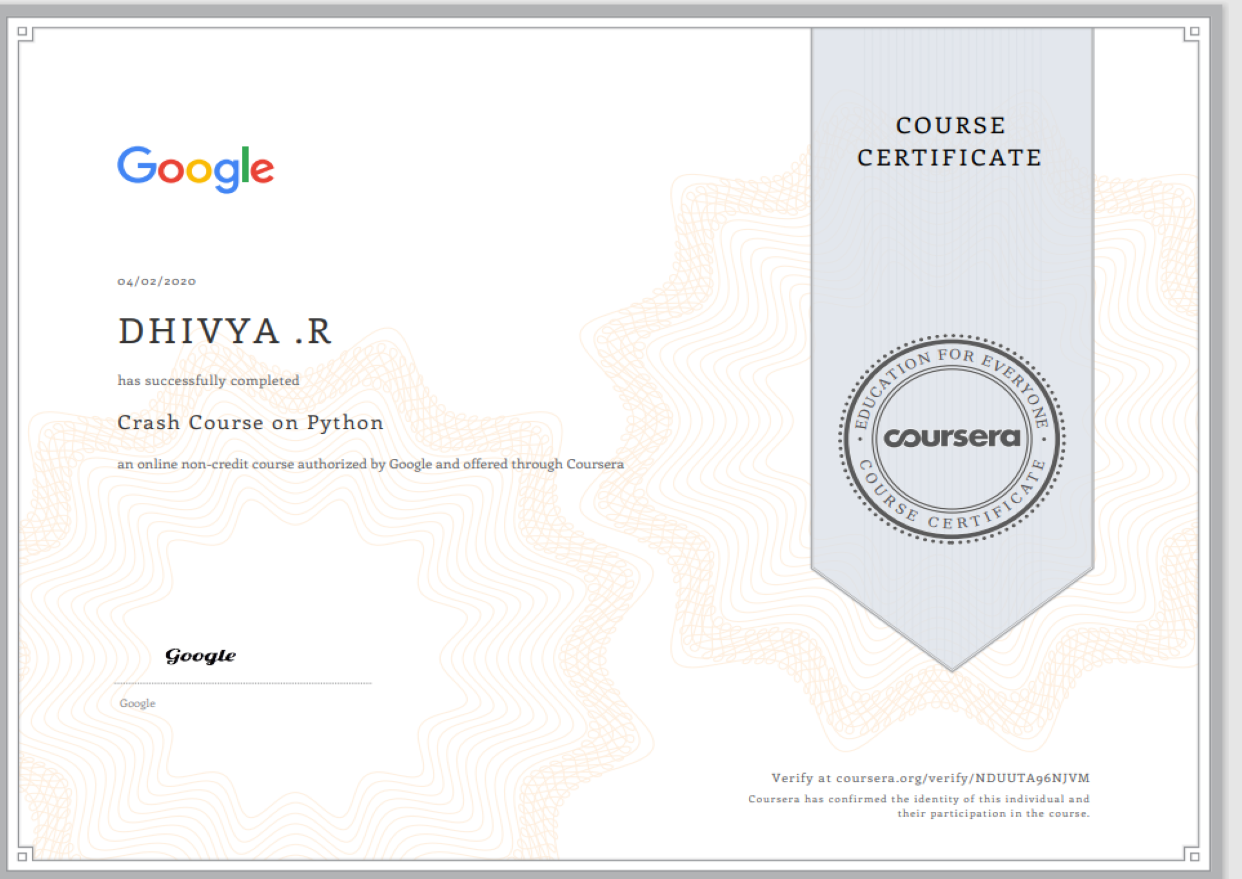 Google
04/02/2020
DHIVYA .R
has successfully completed
Crash Course on Python
an online non-credit course authorized by Google and offered through Coursera
Google
Google
COURSE
CERTIFICATE
EDUCATION FOR EVERYONE
coursera
COURSE CERTIFICATE
Verify at coursera.org/verify/NDUUTA96NJVM
Coursera has confirmed the identity of this individual and
their participation in the course.